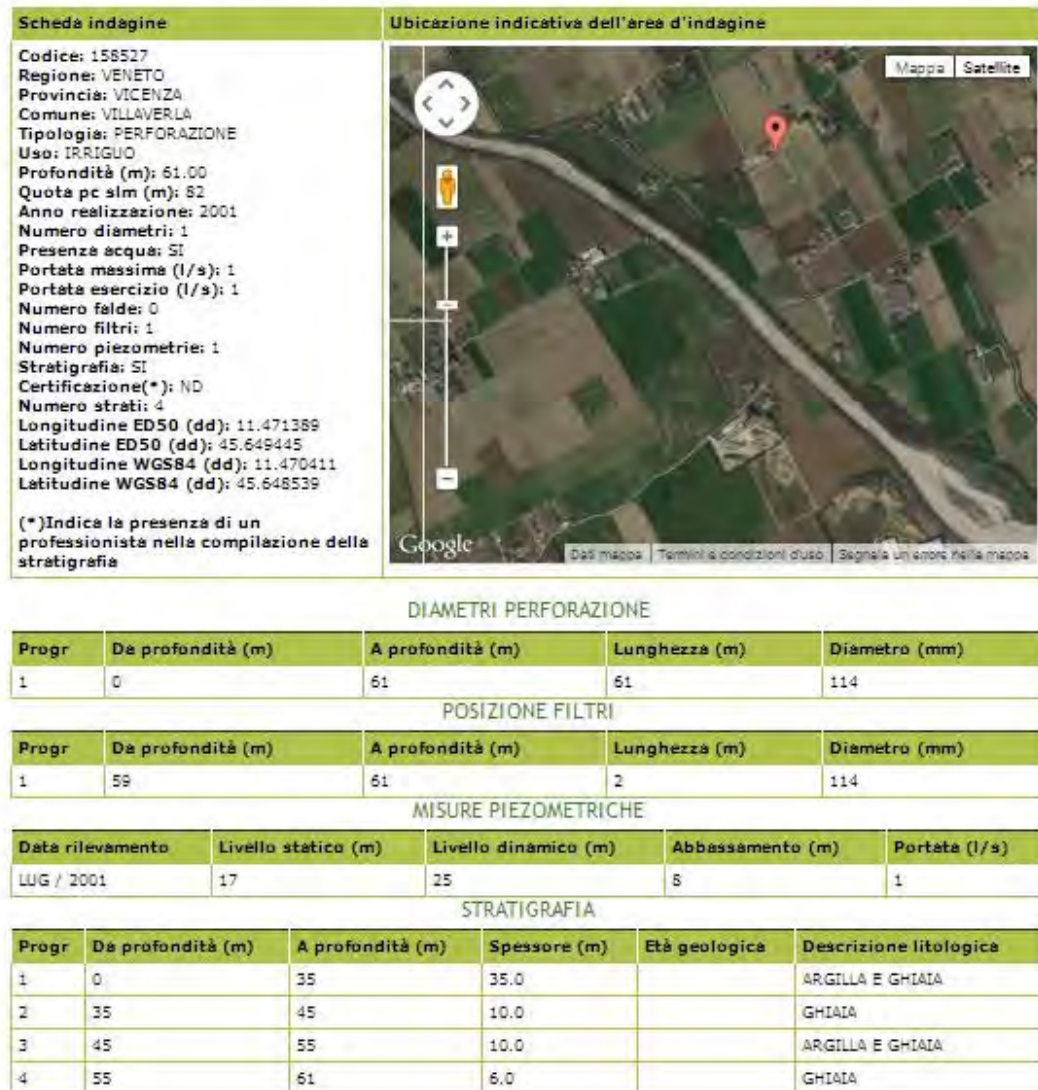 Scheda indagine
Ubicazione indicativa dell'area d'indagine
Codice: 158527
Regione: VENETO
Provincia: VICENZA
Comune: VILLAVERLA
Tipologia: PERFORAZIONE
Uso: IRRIGUO
Profondità (m): 61.00
Quota pc slm (m): 82
Anno realizzazione: 2001
Numero diametri: 1
Presenza acqua: SI
Portata massima (l/s): 1
Portata esercizio (l/s): 1
Numero falde: 0
Numero filtri: 1
Numero piezometrie: 1
Stratigrafia: SI
Certificazione(*): ND
Numero strati: 4
Longitudine ED50 (dd): 11.471389
Latitudine ED50 (dd): 45.649445
Longitudine WGS84 (dd): 11.470411
Latitudine WGS84 (dd): 45.648539
(*)Indica la presenza di un
professionista nella compilazione della
stratigrafia
Mappa Satellite
Google
Dati mappa Termini e condizioni d'uso Segnala un errore nella mappa
DIAMETRI PERFORAZIONE
Progr Da profondità (m) A profondità (m) Lunghezza (m) Diametro (mm)
1 0 61 61 114
POSIZIONE FILTRI
Progr Da profondità (m) A profondità (m) Lunghezza (m) Diametro (mm)
1 59 61 2 114
MISURE PIEZOMETRICHE
Data rilevamento Livello statico (m) Livello dinamico (m) Abbassamento (m) Portata (l/s)
LUG / 2001 17 25 8 1
STRATIGRAFIA
Progr Da profondità (m) A profondità (m) Spessore (m) Età geologica Descrizione litologica
1 0 35 35.0 ARGILLA E GHIAIA
2 35 45 10.0 GHIAIA
3 45 55 10.0 ARGILLA E GHIAIA
4 55 61 6.0 GHIAIA